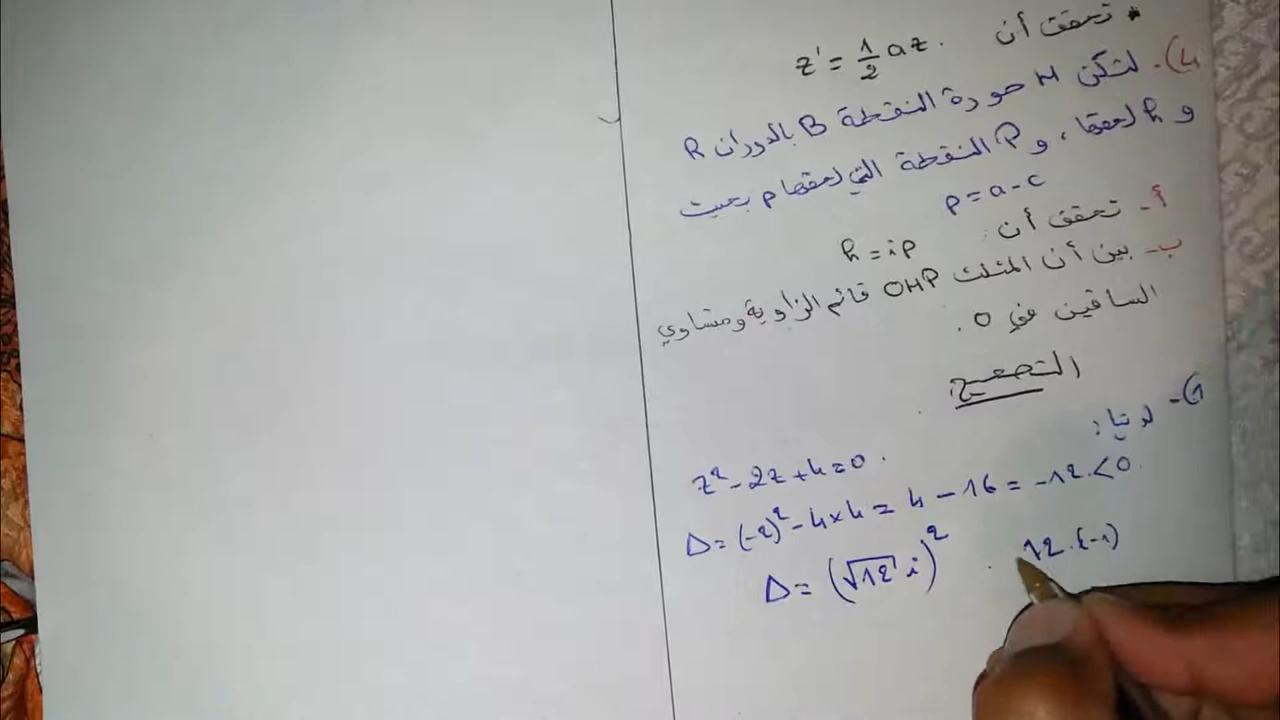 • تحقق أن z' = 1/2 az.
4)- لتكن H صورة النقطة B بالدوران R
و h لحقها، و P النقطة التي لحقها p بحيث
p = a - c
أ- تحقق أن: h = ip
ب- بين أن المثلث OHP قائم الزاوية ومتساوي
الساقين في O.
التصحيح
1)- لدينا:
z² - 2z + 4 = 0.
Δ = (-2)² - 4×4 = 4 - 16 = -12 < 0.
Δ = (√12 i)² . 12.(-1)